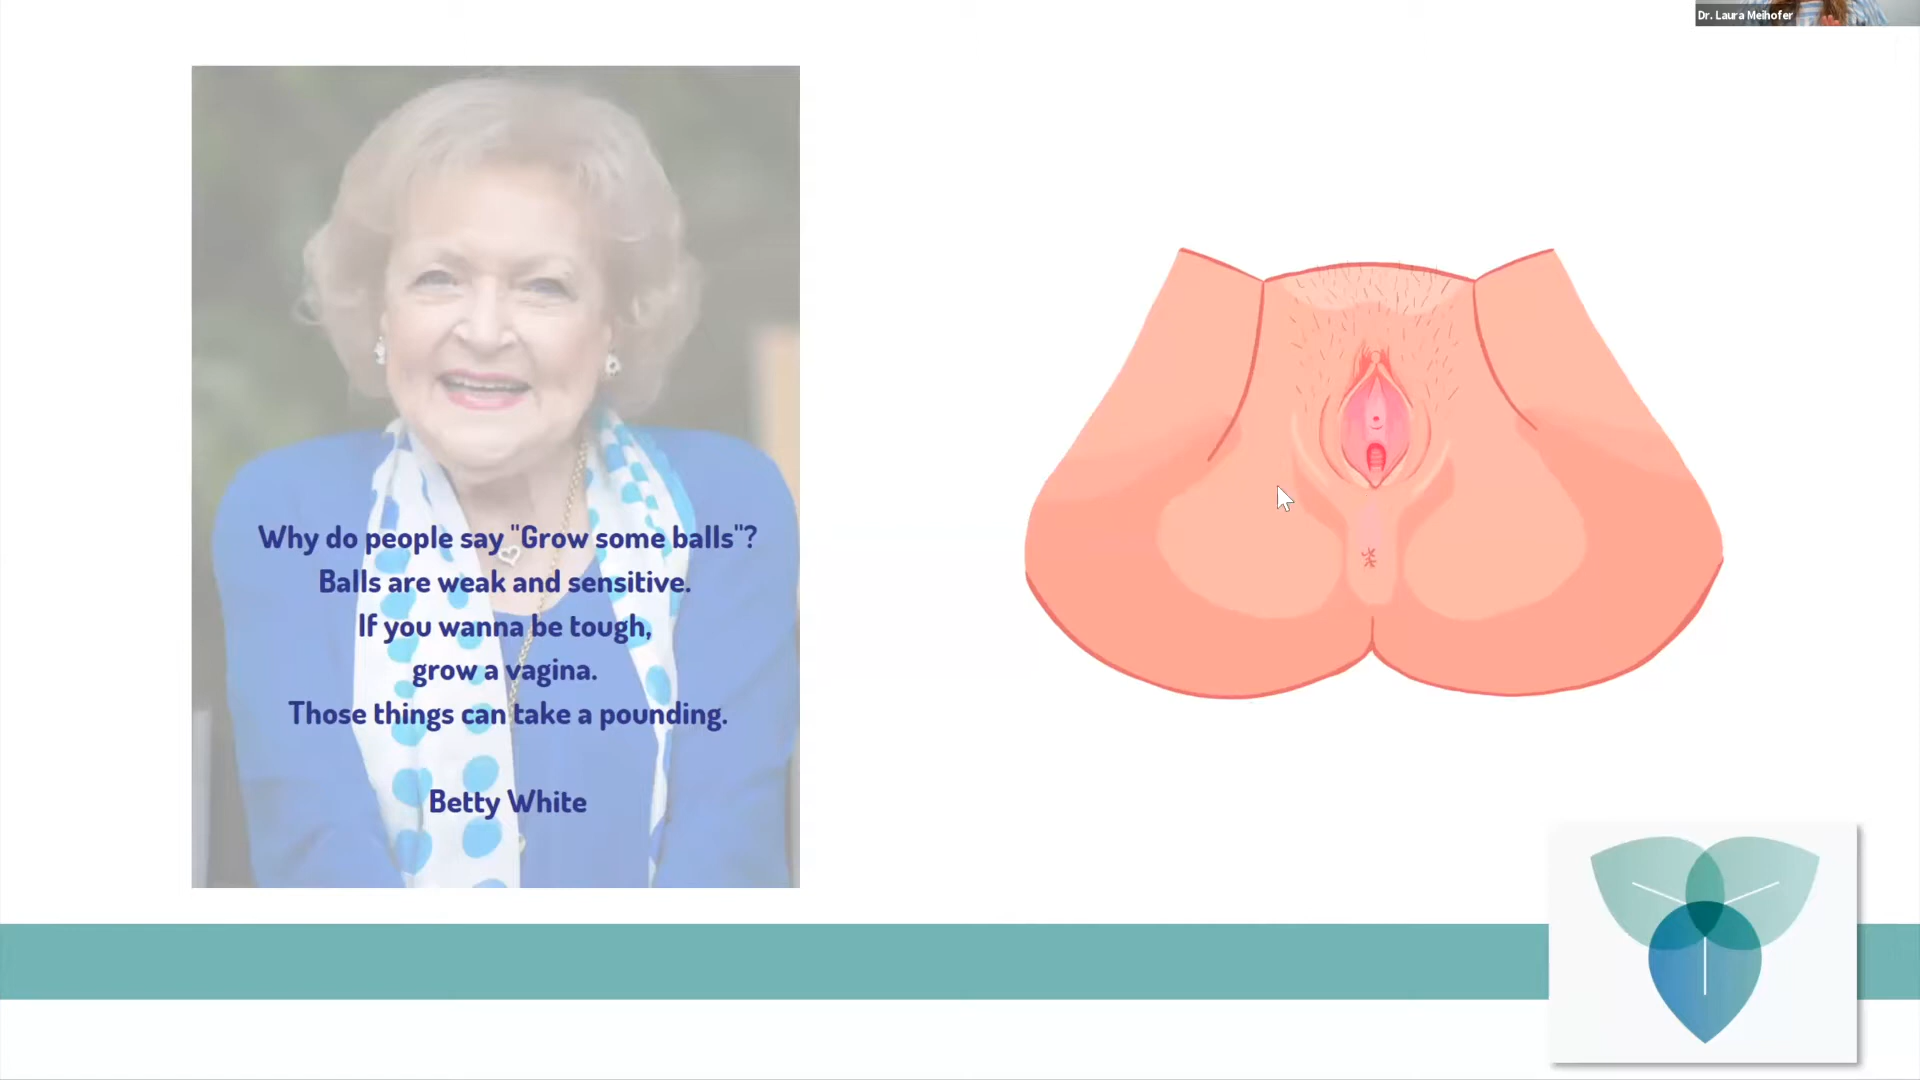 Dr. Laura Meihofer
Why do people say "Grow some balls"?
Balls are weak and sensitive.
If you wanna be tough,
grow a vagina.
Those things can take a pounding.
Betty White